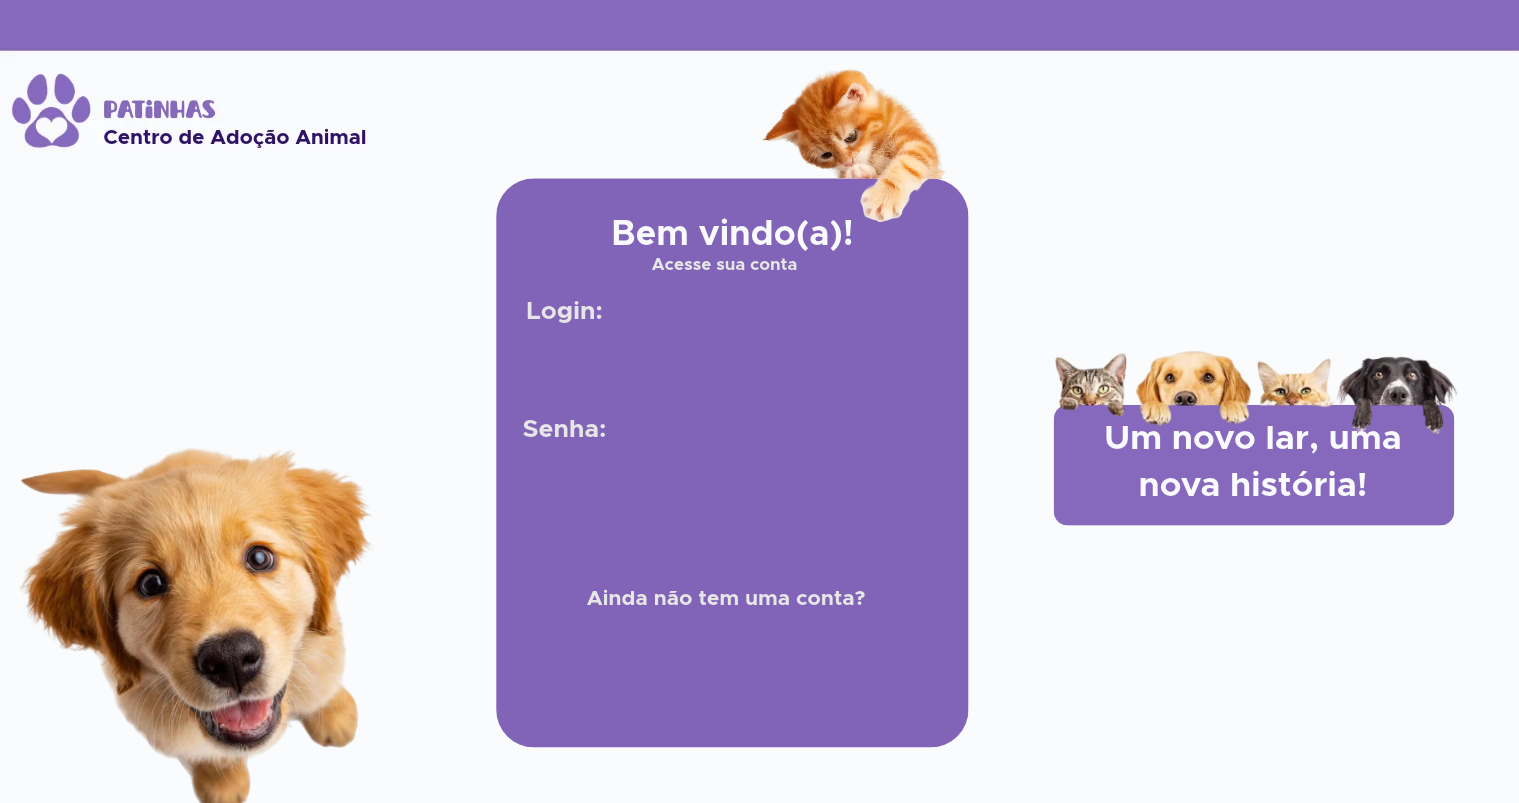 PATINHAS
Centro de Adoção Animal
Bem vindo(a)!
Acesse sua conta
Login:
Senha:
Ainda não tem uma conta?
Um novo lar, uma
nova história!